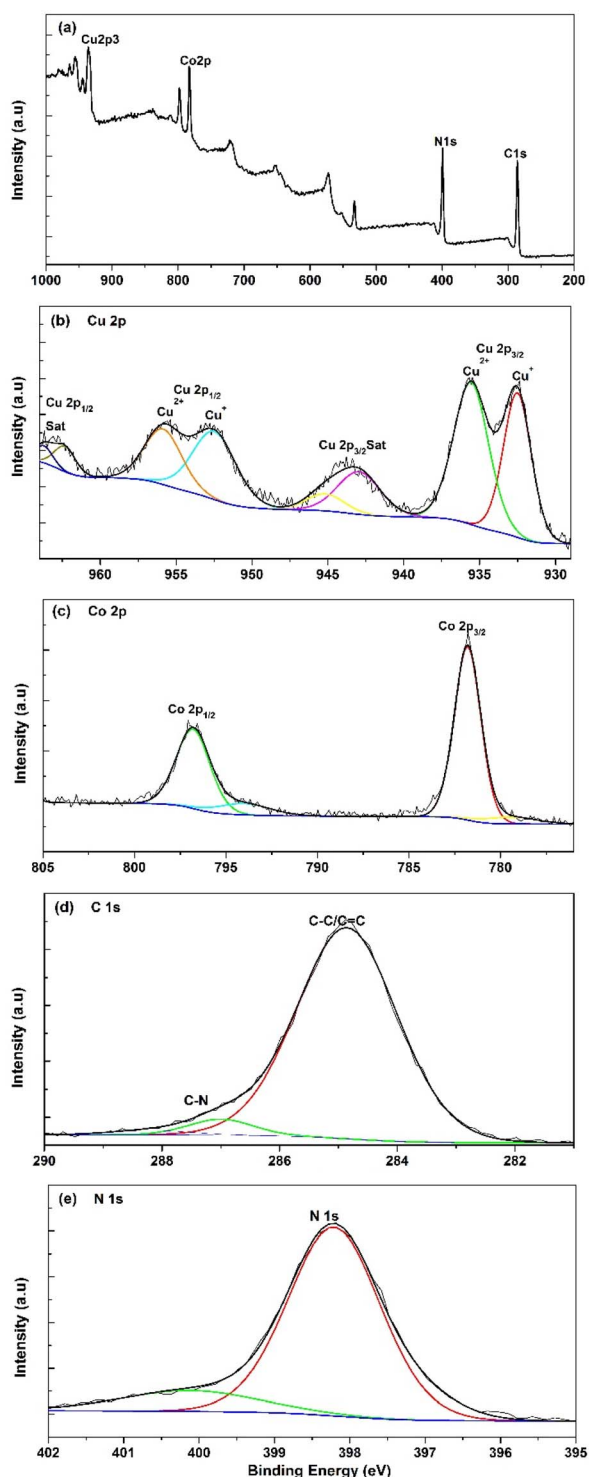 (a)
Cu2p3
Co2p
N1s
C1s
Intensity (a.u)
1000 900 800 700 600 500 400 300 200
(b) Cu 2p
Cu 2p1/2
Sat
Cu 2p1/2
Cu2+
Cu+
Cu 2p3/2Sat
Cu 2p3/2
Cu2+
Cu+
Intensity (a.u)
960 955 950 945 940 935 930
(c) Co 2p
Co 2p1/2
Co 2p3/2
Intensity (a.u)
805 800 795 790 785 780
(d) C 1s
C-C/C=C
C-N
Intensity (a.u)
290 288 286 284 282
(e) N 1s
N 1s
Intensity (a.u)
402 401 400 399 398 397 396 395
Binding Energy (eV)